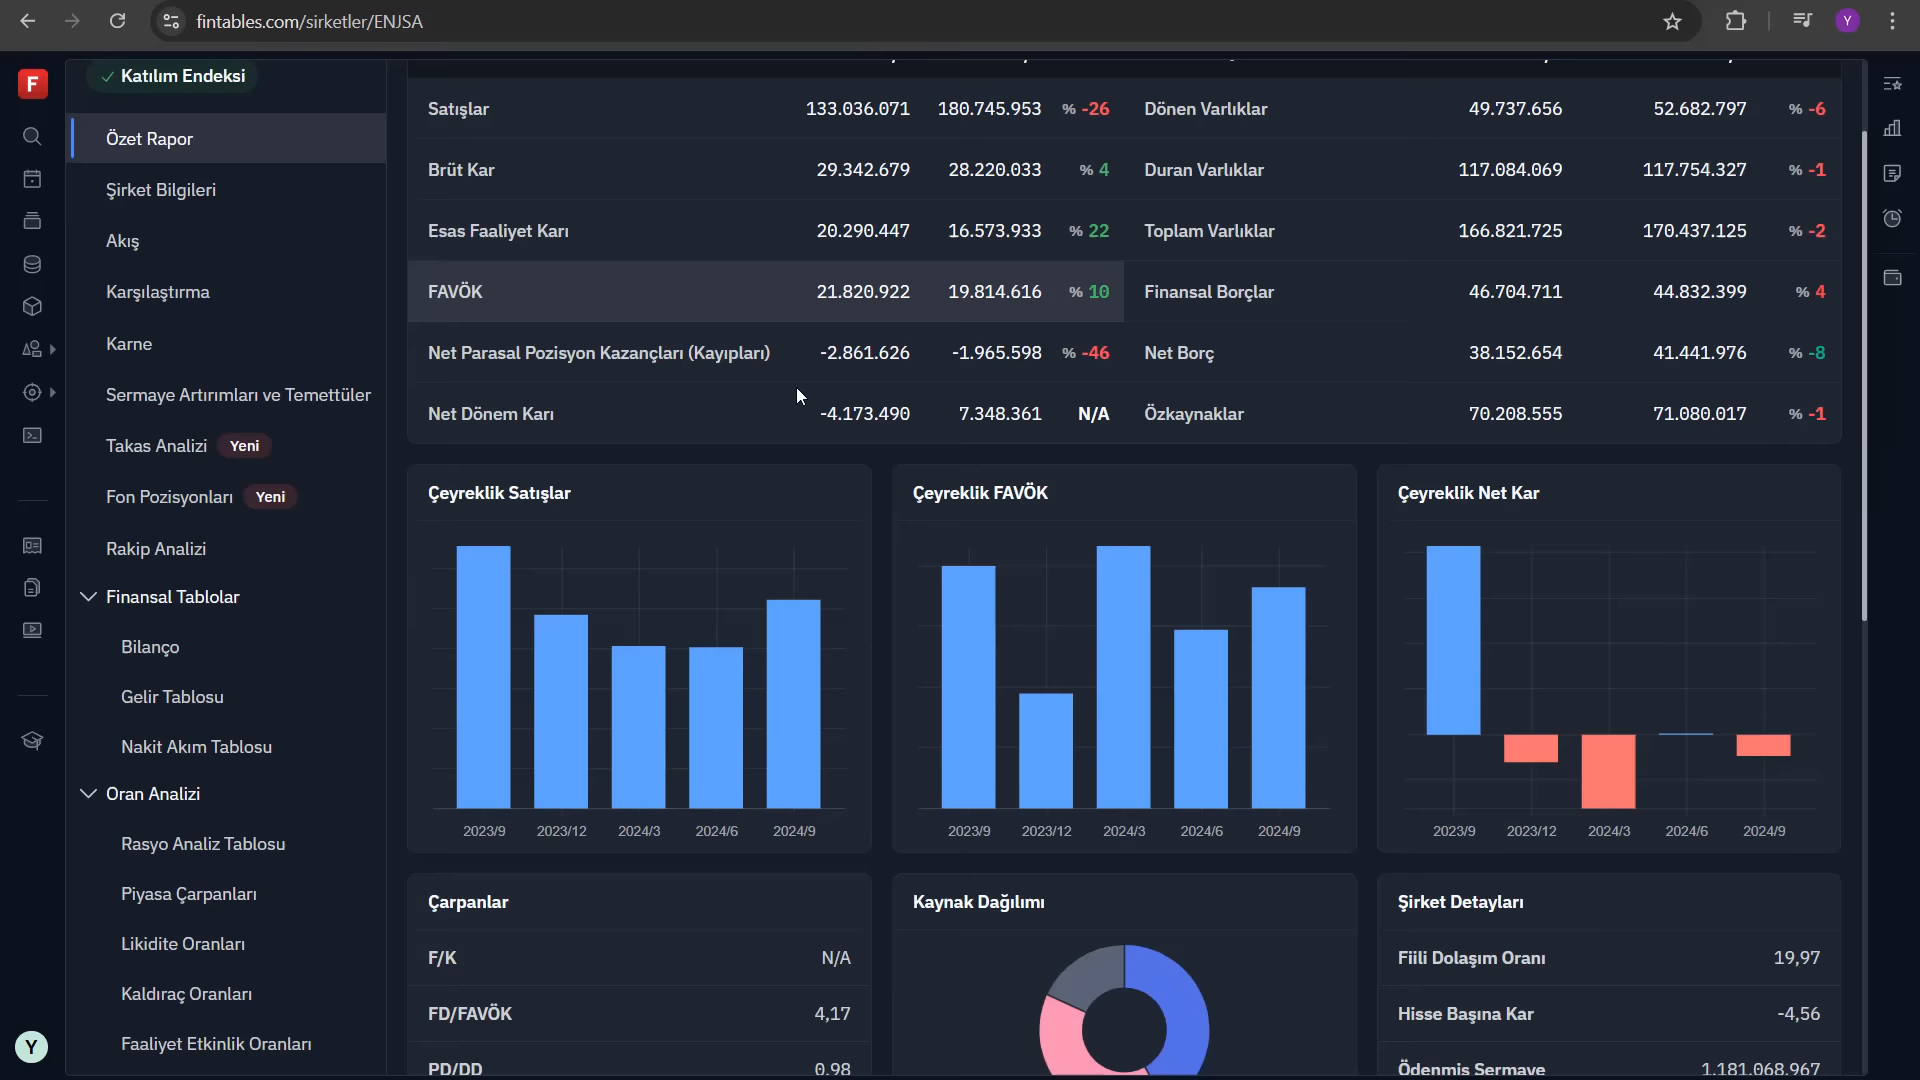 fintables.com/sirketler/ENJSA
Y
F
Katılım Endeksi
Özet Rapor
Şirket Bilgileri
Akış
Karşılaştırma
Karne
Sermaye Artırımları ve Temettüler
Takas Analizi Yeni
Fon Pozisyonları Yeni
Rakip Analizi
Finansal Tablolar
Bilanço
Gelir Tablosu
Nakit Akım Tablosu
Oran Analizi
Rasyo Analiz Tablosu
Piyasa Çarpanları
Likidite Oranları
Kaldıraç Oranları
Faaliyet Etkinlik Oranları
Y
Satışlar 133.036.071 180.745.953 % -26 Dönen Varlıklar 49.737.656 52.682.797 % -6
Brüt Kar 29.342.679 28.220.033 % 4 Duran Varlıklar 117.084.069 117.754.327 % -1
Esas Faaliyet Karı 20.290.447 16.573.933 % 22 Toplam Varlıklar 166.821.725 170.437.125 % -2
FAVÖK 21.820.922 19.814.616 % 10 Finansal Borçlar 46.704.711 44.832.399 % 4
Net Parasal Pozisyon Kazançları (Kayıpları) -2.861.626 -1.965.598 % -46 Net Borç 38.152.654 41.441.976 % -8
Net Dönem Karı -4.173.490 7.348.361 N/A Özkaynaklar 70.208.555 71.080.017 % -1
Çeyreklik Satışlar
2023/9 2023/12 2024/3 2024/6 2024/9
Çeyreklik FAVÖK
2023/9 2023/12 2024/3 2024/6 2024/9
Çeyreklik Net Kar
2023/9 2023/12 2024/3 2024/6 2024/9
Çarpanlar
F/K N/A
FD/FAVÖK 4,17
PD/DD 0,98
Kaynak Dağılımı
Şirket Detayları
Fiili Dolaşım Oranı 19,97
Hisse Başına Kar -4,56
Ödenmiş Sermaye 1.181.068.967